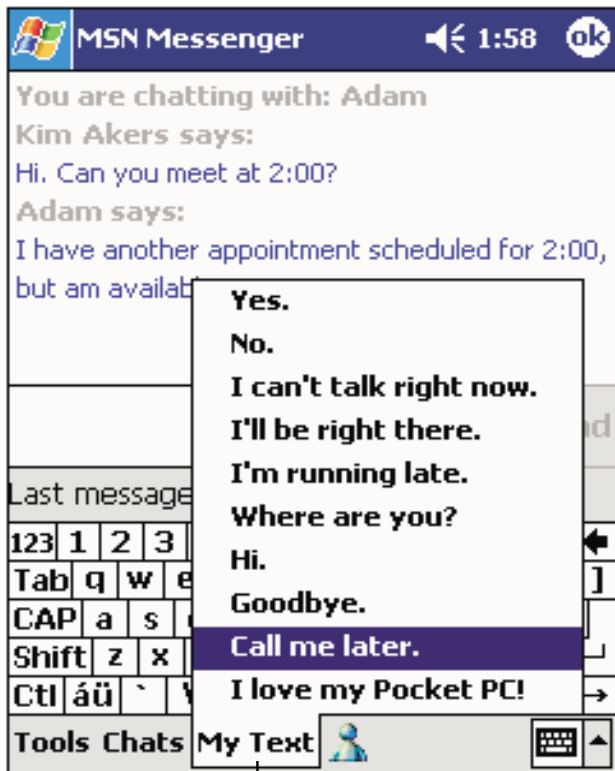 MSN Messenger 1:58 ok
You are chatting with: Adam
Kim Akers says:
Hi. Can you meet at 2:00?
Adam says:
I have another appointment scheduled for 2:00,
but am
Yes.
No.
I can't talk right now.
I'll be right there.
I'm running late.
Where are you?
Hi.
Goodbye.
Call me later.
I love my Pocket PC!
Last message
123 1 2 3
Tab q w e ]
CAP a s
Shift z x
Ctl áü `
Tools Chats My Text